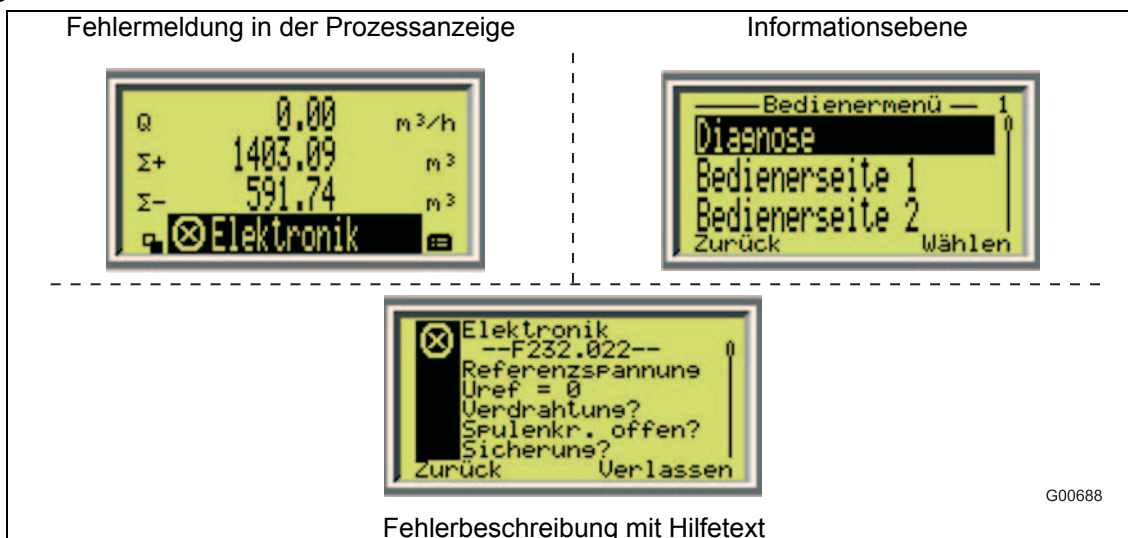 Fehlermeldung in der Prozessanzeige
Q 0.00 m³/h
Σ+ 1403.09 m³
Σ- 591.74 m³
Elektronik
Informationsebene
Bedienermenü 1
Diagnose
Bedienerseite 1
Bedienerseite 2
Zurück Wählen
Elektronik
--F232.022--
Referenzspannung
Uref = 0
Verdrahtung?
Spulenkr. offen?
Sicherung?
Zurück Verlassen
G00688
Fehlerbeschreibung mit Hilfetext